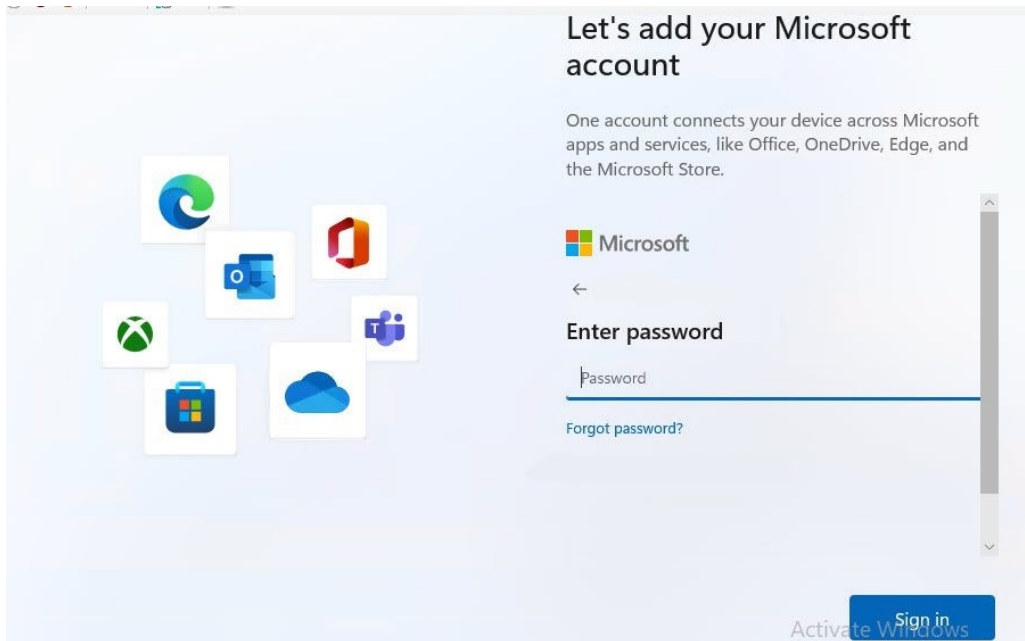 Let's add your Microsoft
account
One account connects your device across Microsoft
apps and services, like Office, OneDrive, Edge, and
the Microsoft Store.
Microsoft
Enter password
Password
Forgot password?
Sign in
Activate Windows